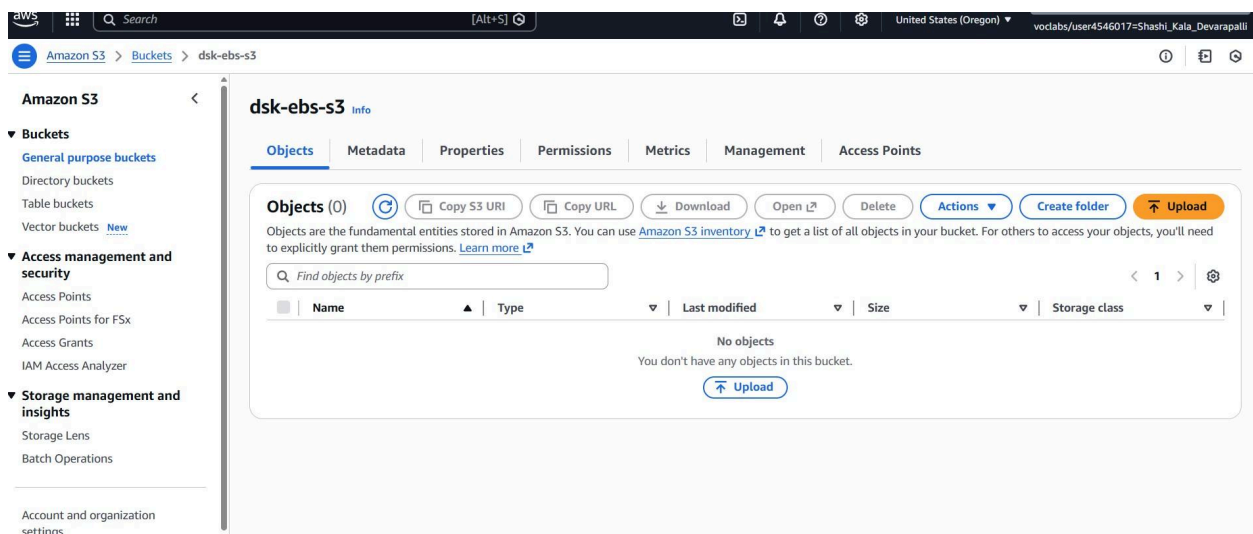 aws
Search
[Alt+S]
United States (Oregon)
voclabs/user4546017=Shashi_Kala_Devarapalli
Amazon S3 > Buckets > dsk-ebs-s3
Amazon S3
Buckets
General purpose buckets
Directory buckets
Table buckets
Vector buckets New
Access management and
security
Access Points
Access Points for FSx
Access Grants
IAM Access Analyzer
Storage management and
insights
Storage Lens
Batch Operations
Account and organization
settings
dsk-ebs-s3 Info
Objects Metadata Properties Permissions Metrics Management Access Points
Objects (0) Copy S3 URI Copy URL Download Open Delete Actions Create folder Upload
Objects are the fundamental entities stored in Amazon S3. You can use Amazon S3 inventory to get a list of all objects in your bucket. For others to access your objects, you'll need
to explicitly grant them permissions. Learn more
Find objects by prefix
< 1 >
Name Type Last modified Size Storage class
No objects
You don't have any objects in this bucket.
Upload